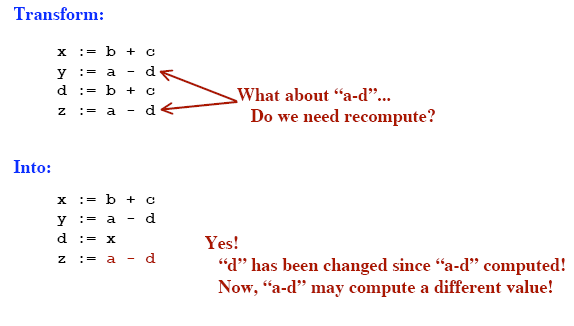 Transform:
x := b + c
y := a - d
d := b + c
z := a - d
What about “a-d”...
Do we need recompute?
Into:
x := b + c
y := a - d
d := x
z := a - d
Yes!
“d” has been changed since “a-d” computed!
Now, “a-d” may compute a different value!